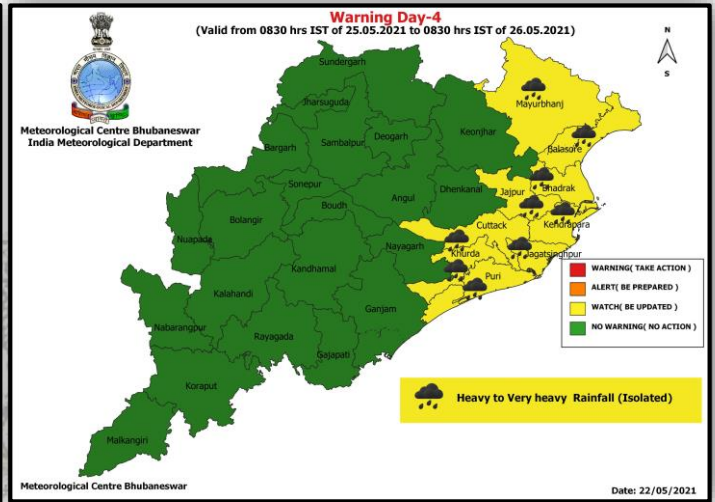 Warning Day-4
(Valid from 0830 hrs IST of 25.05.2021 to 0830 hrs IST of 26.05.2021)
N
S
Meteorological Centre Bhubaneswar
India Meteorological Department
Sundergarh
Jharsuguda
Mayurbhanj
Keonjhar
Deogarh
Sambalpur
Bargarh
Balasore
Sonepur
Angul
Dhenkanal
Jajpur
Bhadrak
Boudh
Bolangir
Cuttack
Kendrapara
Nuapada
Nayagarh
Khurda
Jagatsinghpur
Kandhamal
Puri
Kalahandi
Ganjam
Nabarangpur
Rayagada
Gajapati
Koraput
Malkangiri
WARNING( TAKE ACTION )
ALERT( BE PREPARED )
WATCH( BE UPDATED )
NO WARNING( NO ACTION )
Heavy to Very heavy Rainfall (Isolated)
Meteorological Centre Bhubaneswar
Date: 22/05/2021